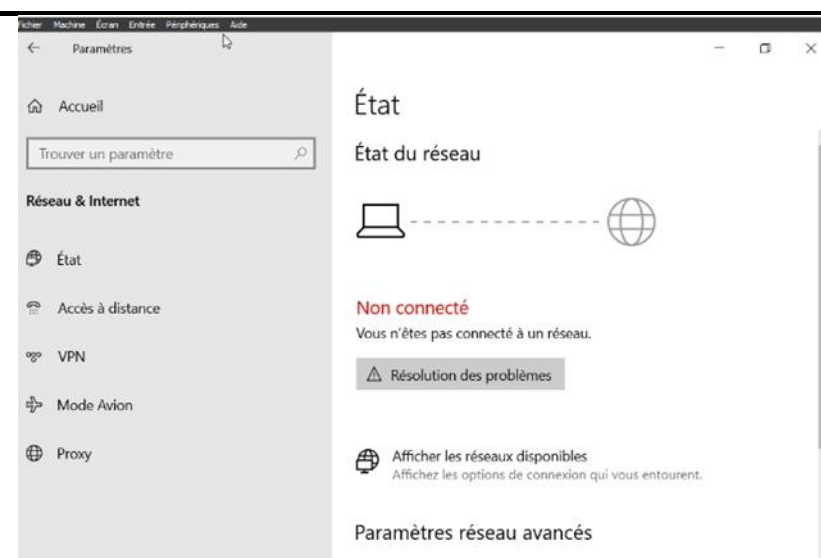 Fichier Machine Écran Entrée Périphériques Aide
Paramètres
Accueil
Trouver un paramètre
Réseau & Internet
État
Accès à distance
VPN
Mode Avion
Proxy
État
État du réseau
Non connecté
Vous n'êtes pas connecté à un réseau.
Résolution des problèmes
Afficher les réseaux disponibles
Affichez les options de connexion qui vous entourent.
Paramètres réseau avancés